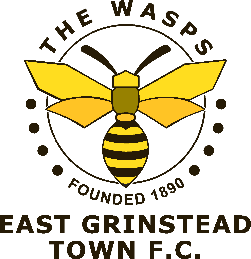 THE WASPS
FOUNDED 1890
EAST GRINSTEAD
TOWN F.C.